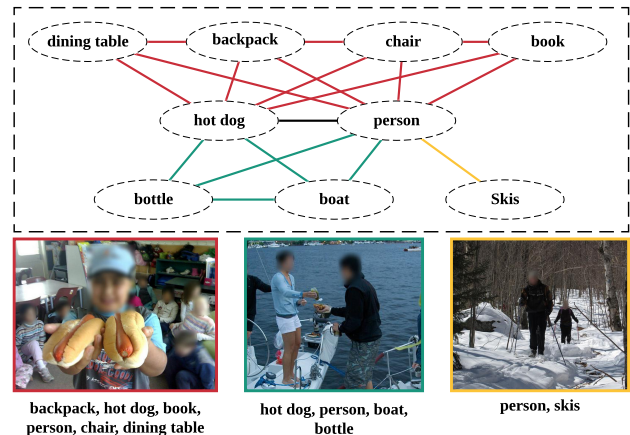 dining table
backpack
chair
book
hot dog
person
bottle
boat
Skis
backpack, hot dog, book,
person, chair, dining table
hot dog, person, boat,
bottle
person, skis